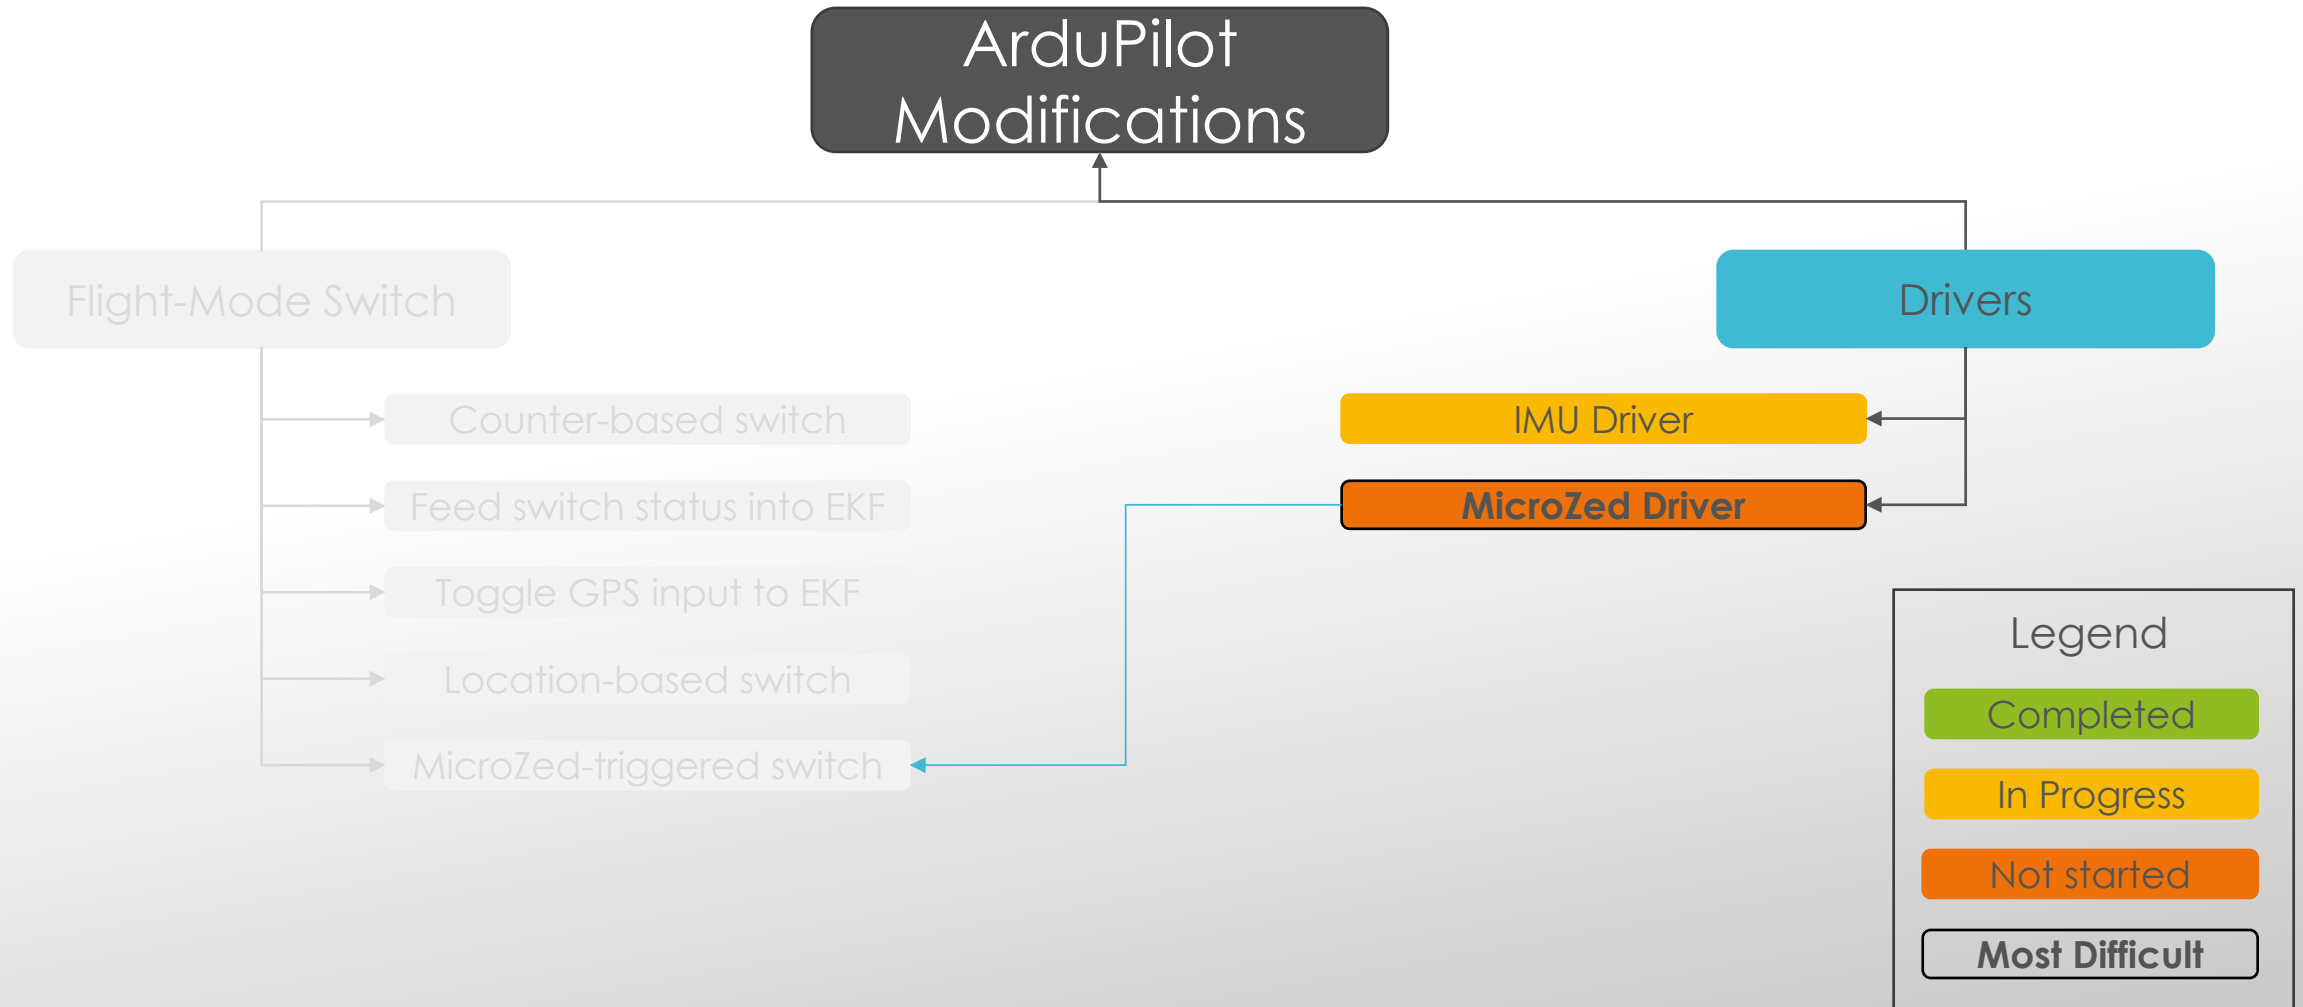 ArduPilot
Modifications
Flight-Mode Switch
Counter-based switch
Feed switch status into EKF
Toggle GPS input to EKF
Location-based switch
MicroZed-triggered switch
Drivers
IMU Driver
MicroZed Driver
Legend
Completed
In Progress
Not started
Most Difficult